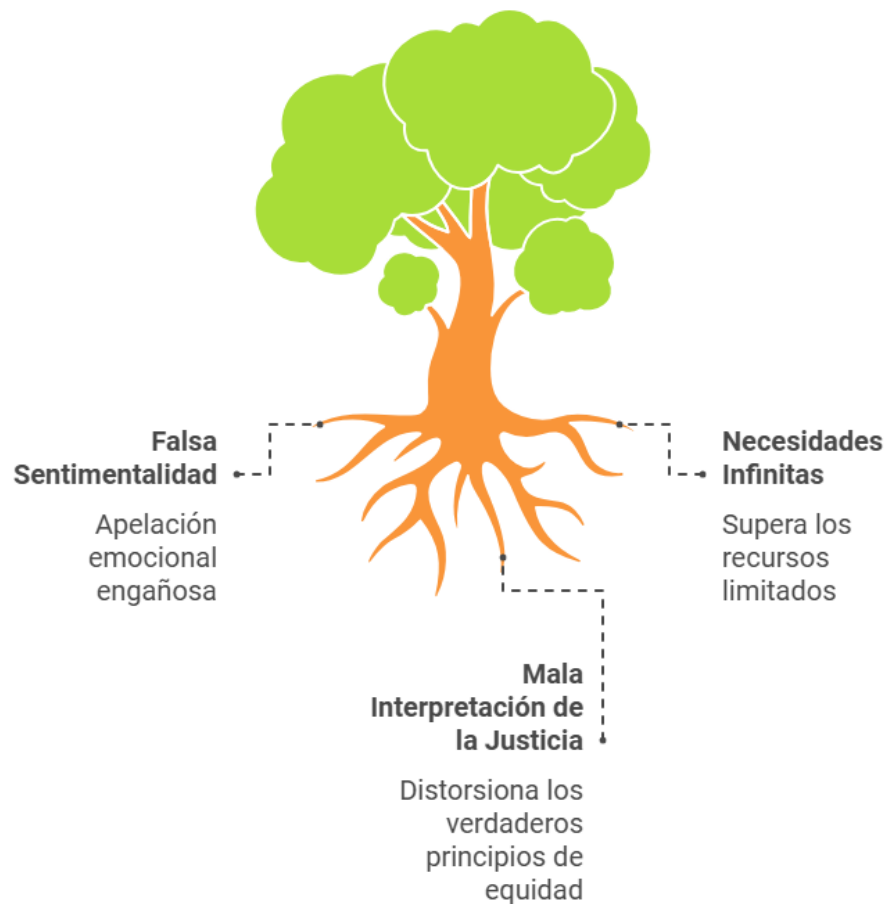 Falsa
Sentimentalidad
Apelación
emocional
engañosa
Necesidades
Infinitas
Supera los
recursos
limitados
Mala
Interpretación de
la Justicia
Distorsiona los
verdaderos
principios de
equidad